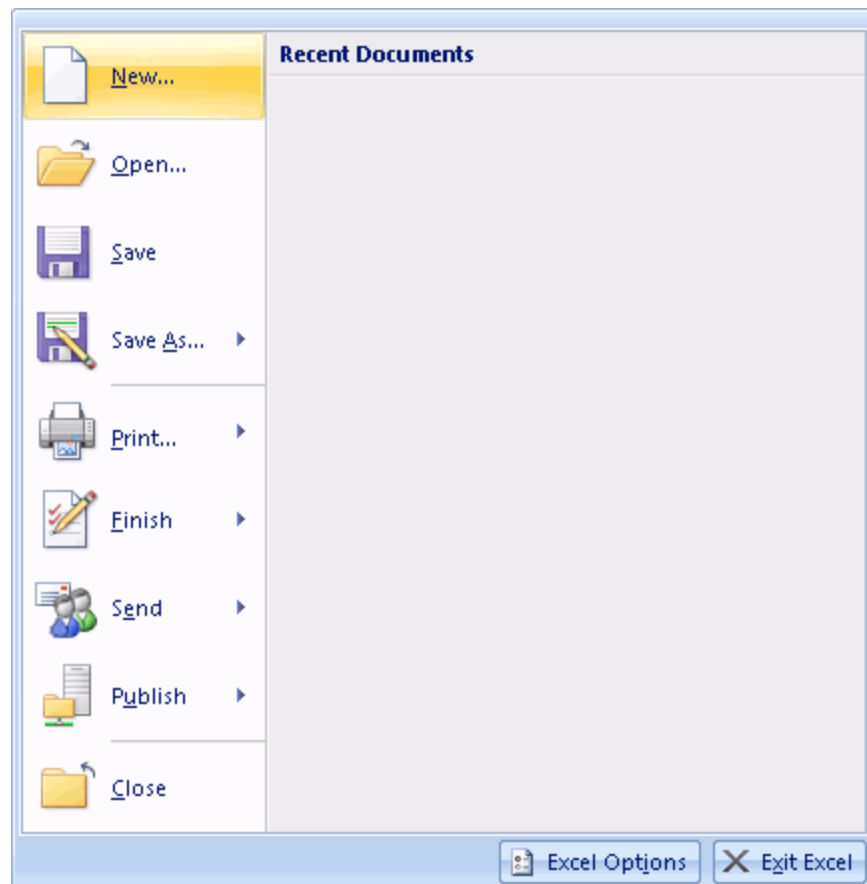 Recent Documents
New...
Open...
Save
Save As...
Print...
Finish
Send
Publish
Close
Excel Options
Exit Excel